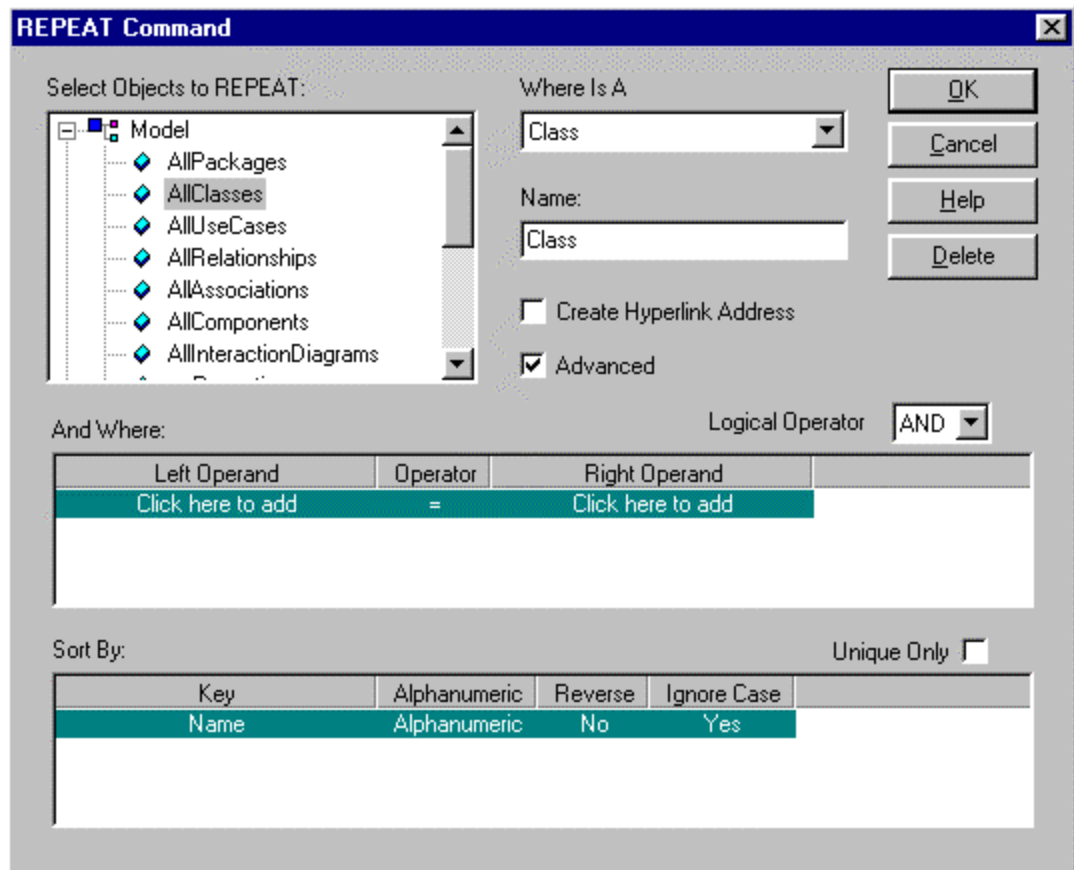 REPEAT Command
Select Objects to REPEAT:
Model
AllPackages
AllClasses
AllUseCases
AllRelationships
AllAssociations
AllComponents
AllInteractionDiagrams
Where Is A
Class
Name:
Class
Create Hyperlink Address
Advanced
OK
Cancel
Help
Delete
And Where:
Logical Operator AND
Left Operand Operator Right Operand
Click here to add = Click here to add
Sort By:
Unique Only
Key Alphanumeric Reverse Ignore Case
Name Alphanumeric No Yes